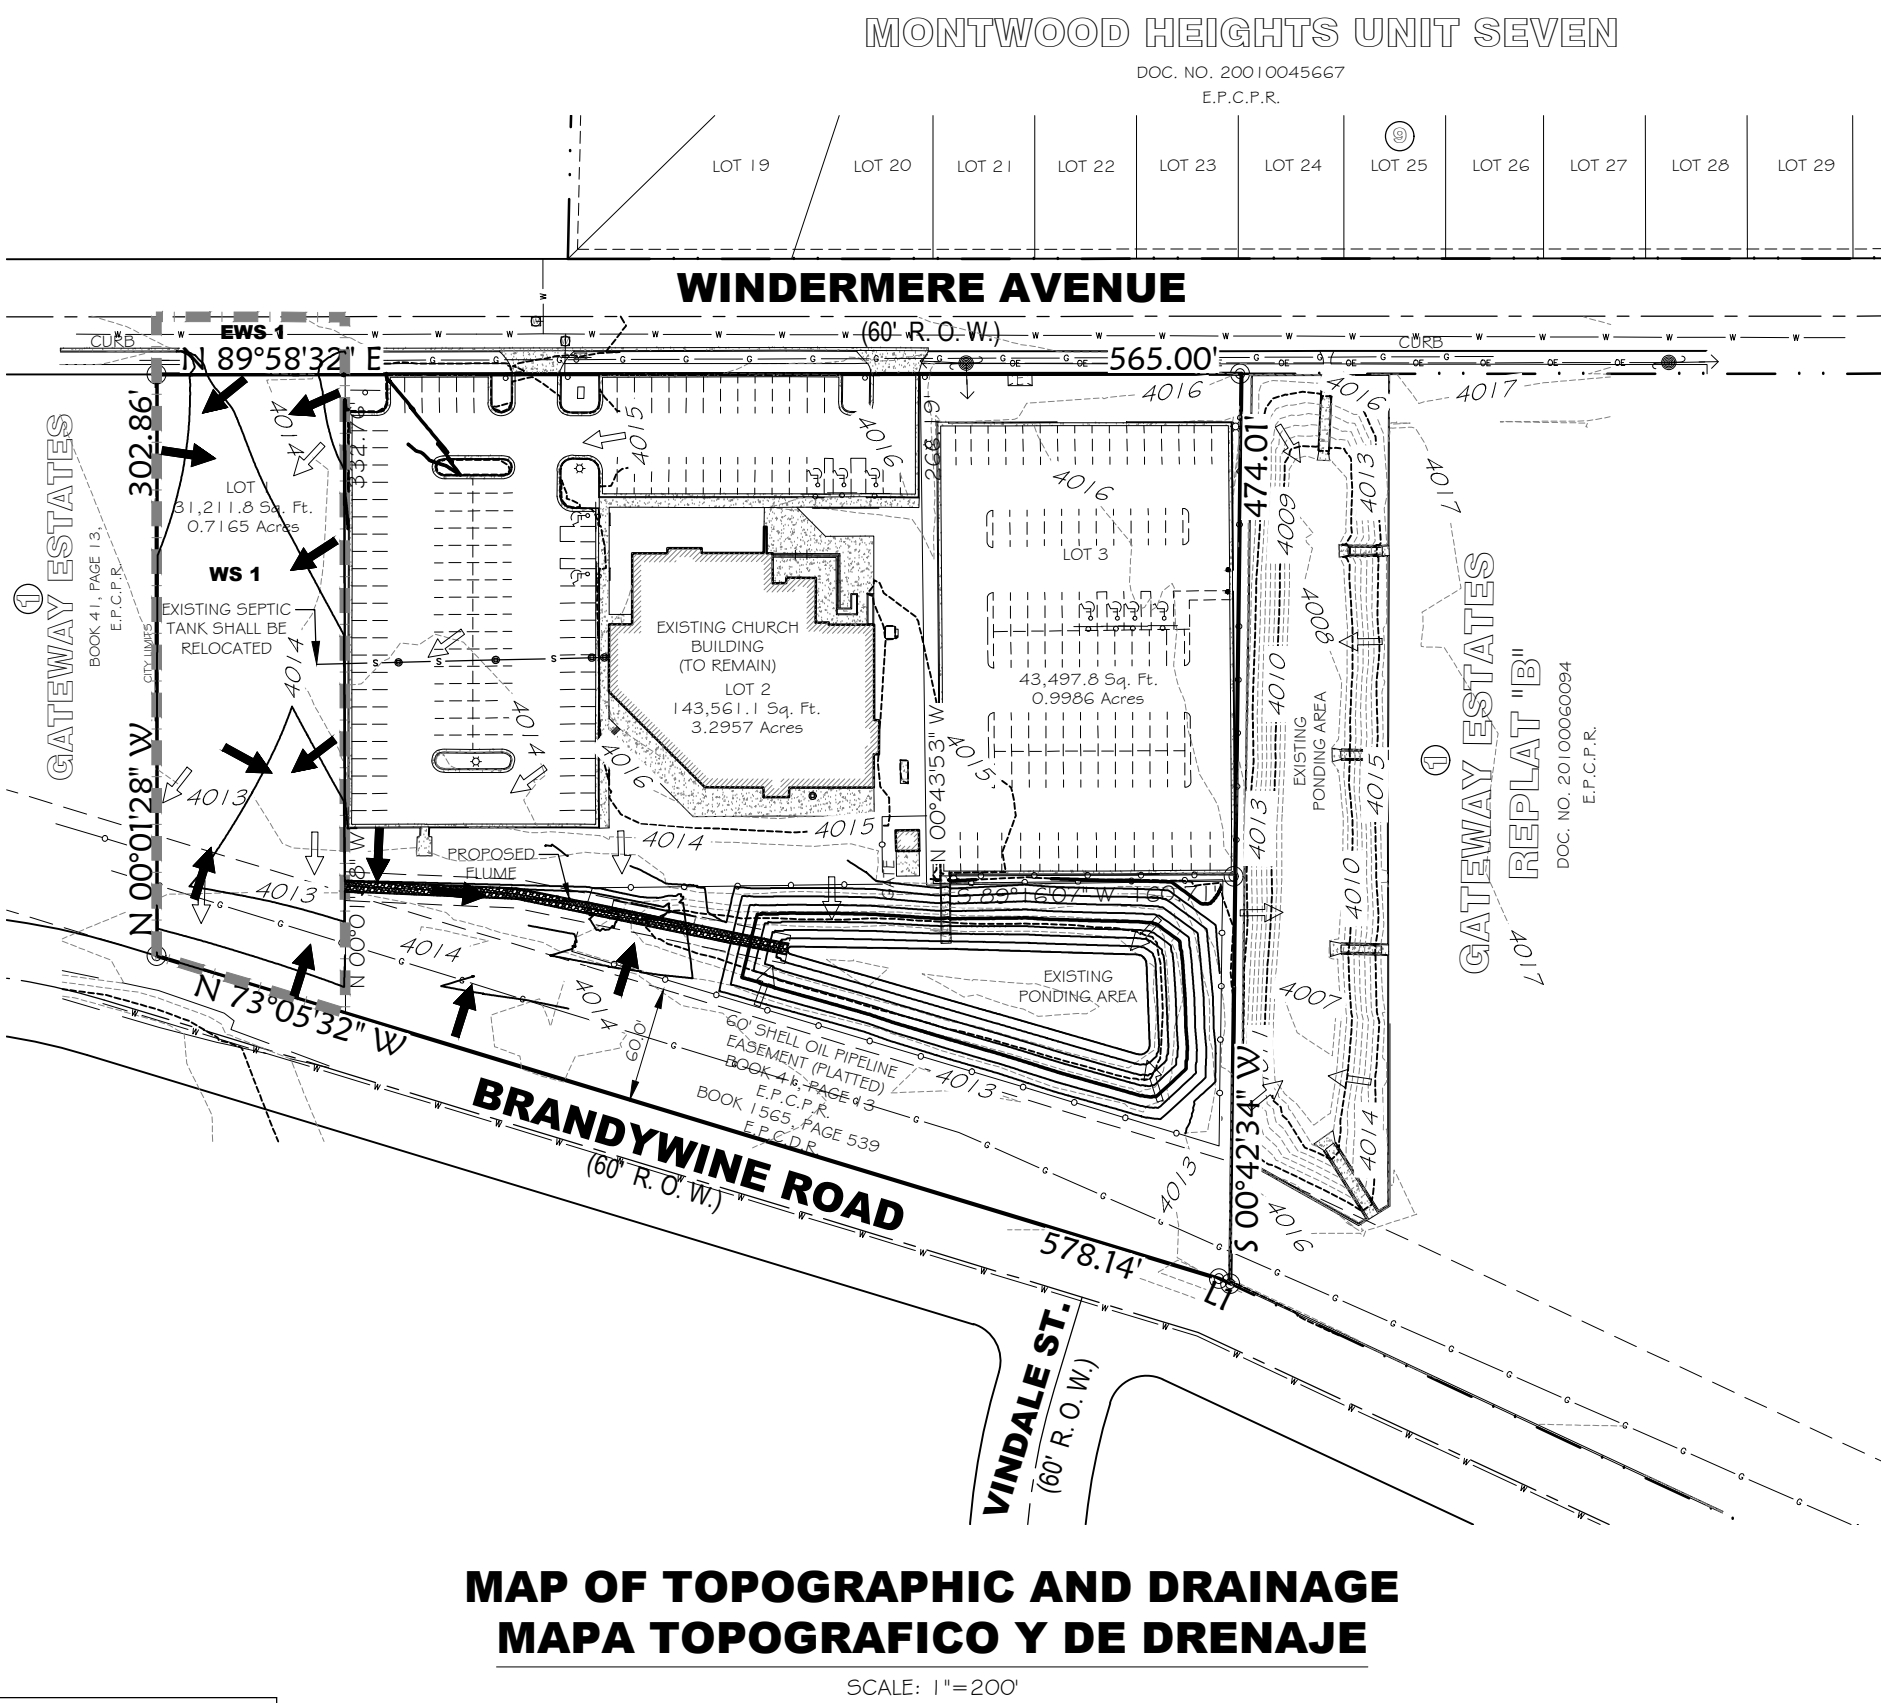 MONTWOOD HEIGHTS UNIT SEVEN
DOC. NO. 20010045667
E.P.C.P.R.
9
LOT 19
LOT 20
LOT 21
LOT 22
LOT 23
LOT 24
LOT 25
LOT 26
LOT 27
LOT 28
LOT 29
WINDERMERE AVENUE
(60' R. O. W.)
EWS 1
CURB
CURB
N 89°58'32" E
565.00'
302.86'
N 00°01'28" W
332.76'
474.01'
S 00°42'34" W
N 00°43'53" W
S 89°16'07" W
N 73°05'32" W
578.14'
L1
1
GATEWAY ESTATES
BOOK 41, PAGE 13,
E.P.C.P.R.
CITY LIMITS
LOT 1
31,211.8 Sq. Ft.
0.7165 Acres
WS 1
EXISTING SEPTIC
TANK SHALL BE
RELOCATED
EXISTING CHURCH
BUILDING
(TO REMAIN)
LOT 2
143,561.1 Sq. Ft.
3.2957 Acres
LOT 3
43,497.8 Sq. Ft.
0.9986 Acres
PROPOSED
FLUME
GATE
EXISTING
PONDING AREA
EXISTING
PONDING AREA
60' SHELL OIL PIPELINE
EASEMENT (PLATTED)
BOOK 41, PAGE 13
E.P.C.P.R.
BOOK 1565, PAGE 539
E.P.C.D.R.
60.0'
4014
4014
4013
4013
4014
4014
4014
4014
4013
4013
4015
4015
4015
4016
4016
4016
4016
4016
4017
4017
4017
4013
4009
4008
4010
4013
4015
4010
4007
4014
4016
1
GATEWAY ESTATES
REPLAT "B"
DOC. NO. 20100060094
E.P.C.P.R.
BRANDYWINE ROAD
(60' R. O. W.)
VINDALE ST.
(60' R. O. W.)
MAP OF TOPOGRAPHIC AND DRAINAGE
MAPA TOPOGRAFICO Y DE DRENAJE
SCALE: 1"=200'